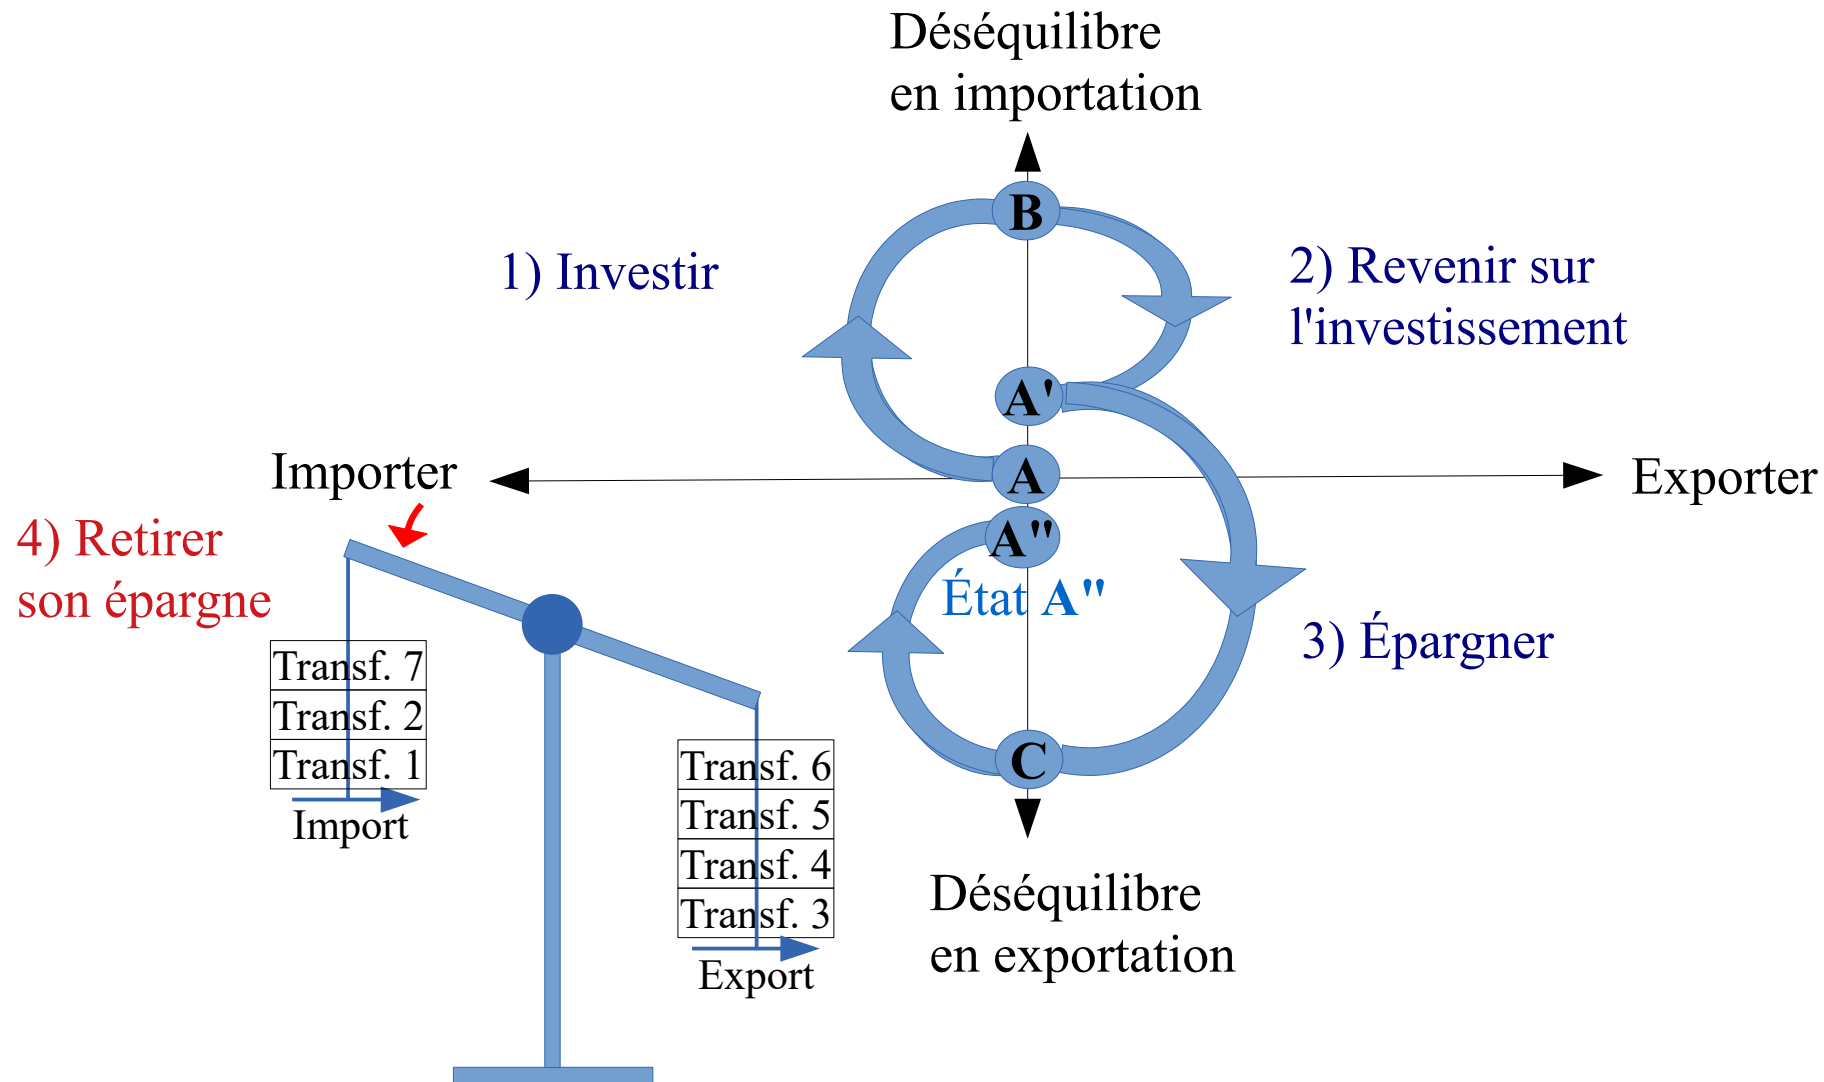 Déséquilibre
en importation
B
1) Investir
2) Revenir sur
l'investissement
A'
Importer
A
Exporter
4) Retirer
son épargne
A''
État A''
3) Épargner
Transf. 7
Transf. 2
Transf. 1
Import
C
Transf. 6
Transf. 5
Transf. 4
Transf. 3
Export
Déséquilibre
en exportation